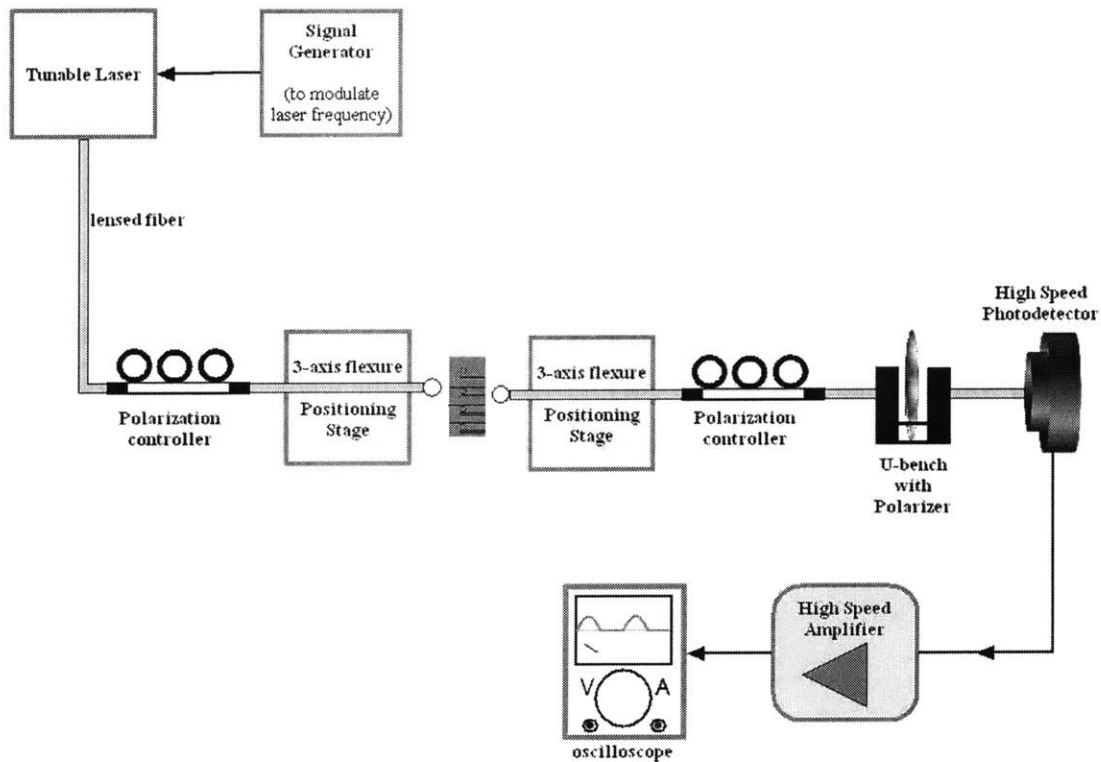 Tunable Laser
Signal
Generator
(to modulate
laser frequency)
lensed fiber
High Speed
Photodetector
3-axis flexure
Positioning
Stage
Polarization
controller
3-axis flexure
Positioning
Stage
Polarization
controller
U-bench
with
Polarizer
High Speed
Amplifier
V A
oscilloscope